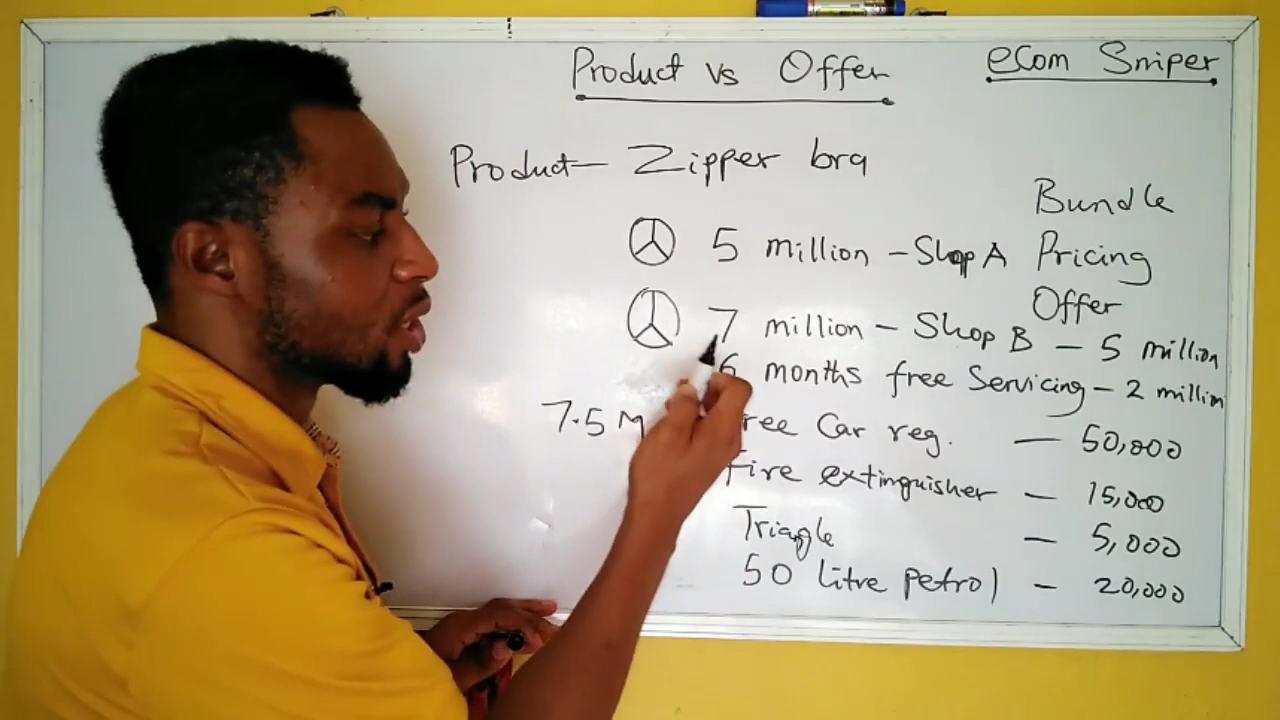 Product vs Offer
eCom Sniper
Product - Zipper bra
5 million - Shop A
7 million - Shop B - 5 million
6 months free Servicing - 2 million
7.5 M
ree Car reg. - 50,000
Fire extinguisher - 15,000
Triagle - 5,000
50 litre petrol - 20,000
Bundle
Pricing
Offer